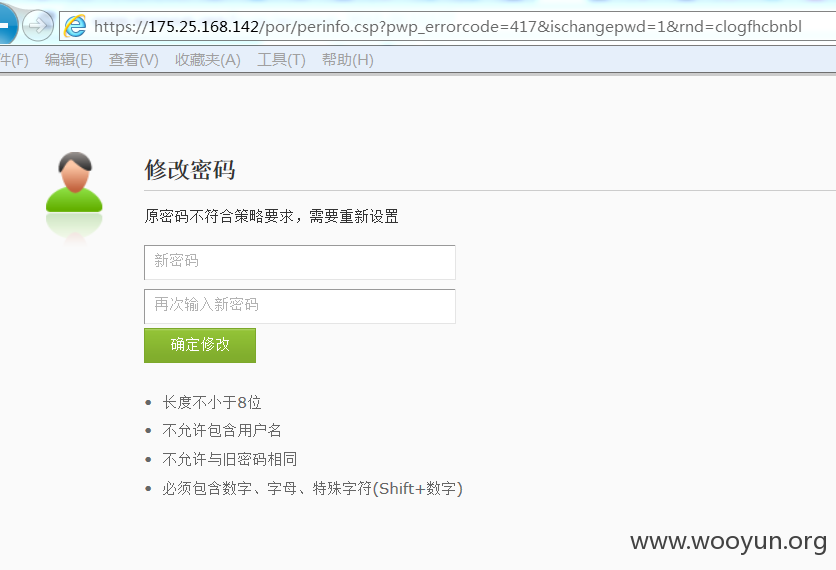 https://175.25.168.142/por/perinfo.csp?pwp_errorcode=417&ischangepwd=1&rnd=clogfhcbnbl
件(F) 编辑(E) 查看(V) 收藏夹(A) 工具(T) 帮助(H)
修改密码
原密码不符合策略要求，需要重新设置
新密码
再次输入新密码
确定修改
• 长度不小于8位
• 不允许包含用户名
• 不允许与旧密码相同
• 必须包含数字、字母、特殊字符(Shift+数字)
www.wooyun.org